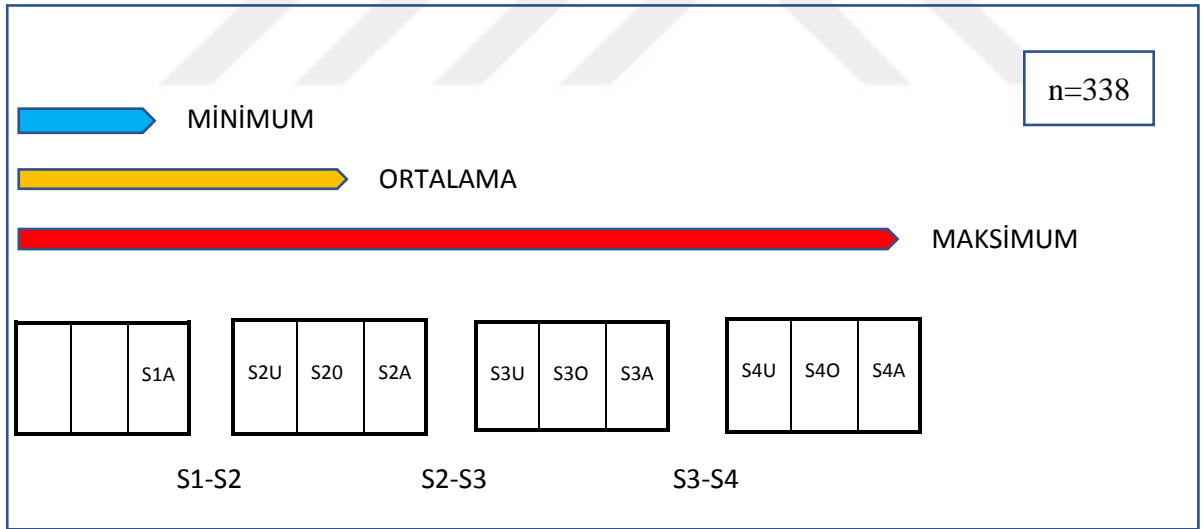 n=338
MİNİMUM
ORTALAMA
MAKSİMUM
S1A S2U S20 S2A S3U S3O S3A S4U S4O S4A
S1-S2 S2-S3 S3-S4